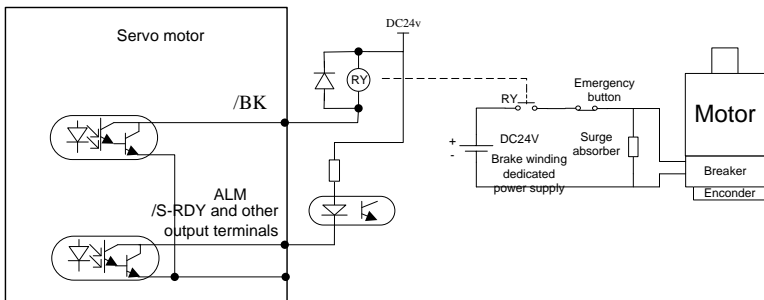 Servo motor
DC24v
RY
/BK
ALM
/S-RDY and other
output terminals
RY
Emergency
button
+
-
DC24V
Brake winding
dedicated
power supply
Surge
absorber
Motor
Breaker
Enconder